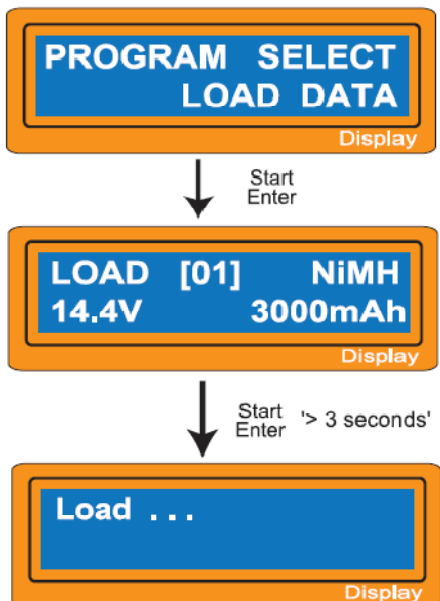 PROGRAM SELECT
LOAD DATA
Display
Start
Enter
LOAD [01] NiMH
14.4V 3000mAh
Display
Start
Enter '> 3 seconds'
Load ...
Display